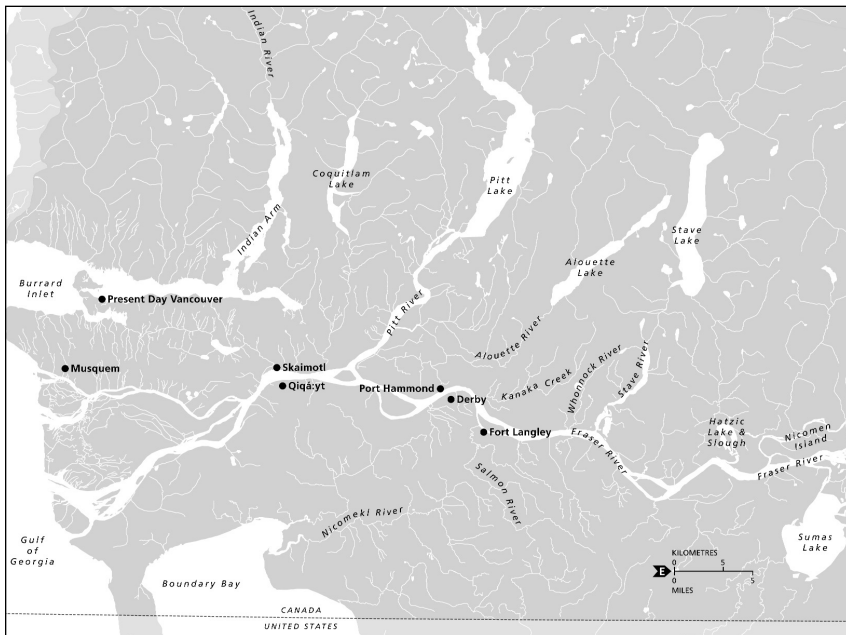 Indian River
Coquitlam
Lake
Pitt
Lake
Indian Arm
Stave
Lake
Alouette
Lake
Burrard
Inlet
Present Day Vancouver
Pitt River
Alouette River
Musquem
Skaimotl
Qiqá:yt
Port Hammond
Derby
Kanaka Creek
Whonnock River
Stave River
Fort Langley
Fraser River
Hatzic
Lake &
Slough
Nicomen
Island
Fraser River
Salmon River
Nicomekl River
Gulf
of
Georgia
Sumas
Lake
Boundary Bay
KILOMETRES
0 5
E
0 5
MILES
CANADA
UNITED STATES